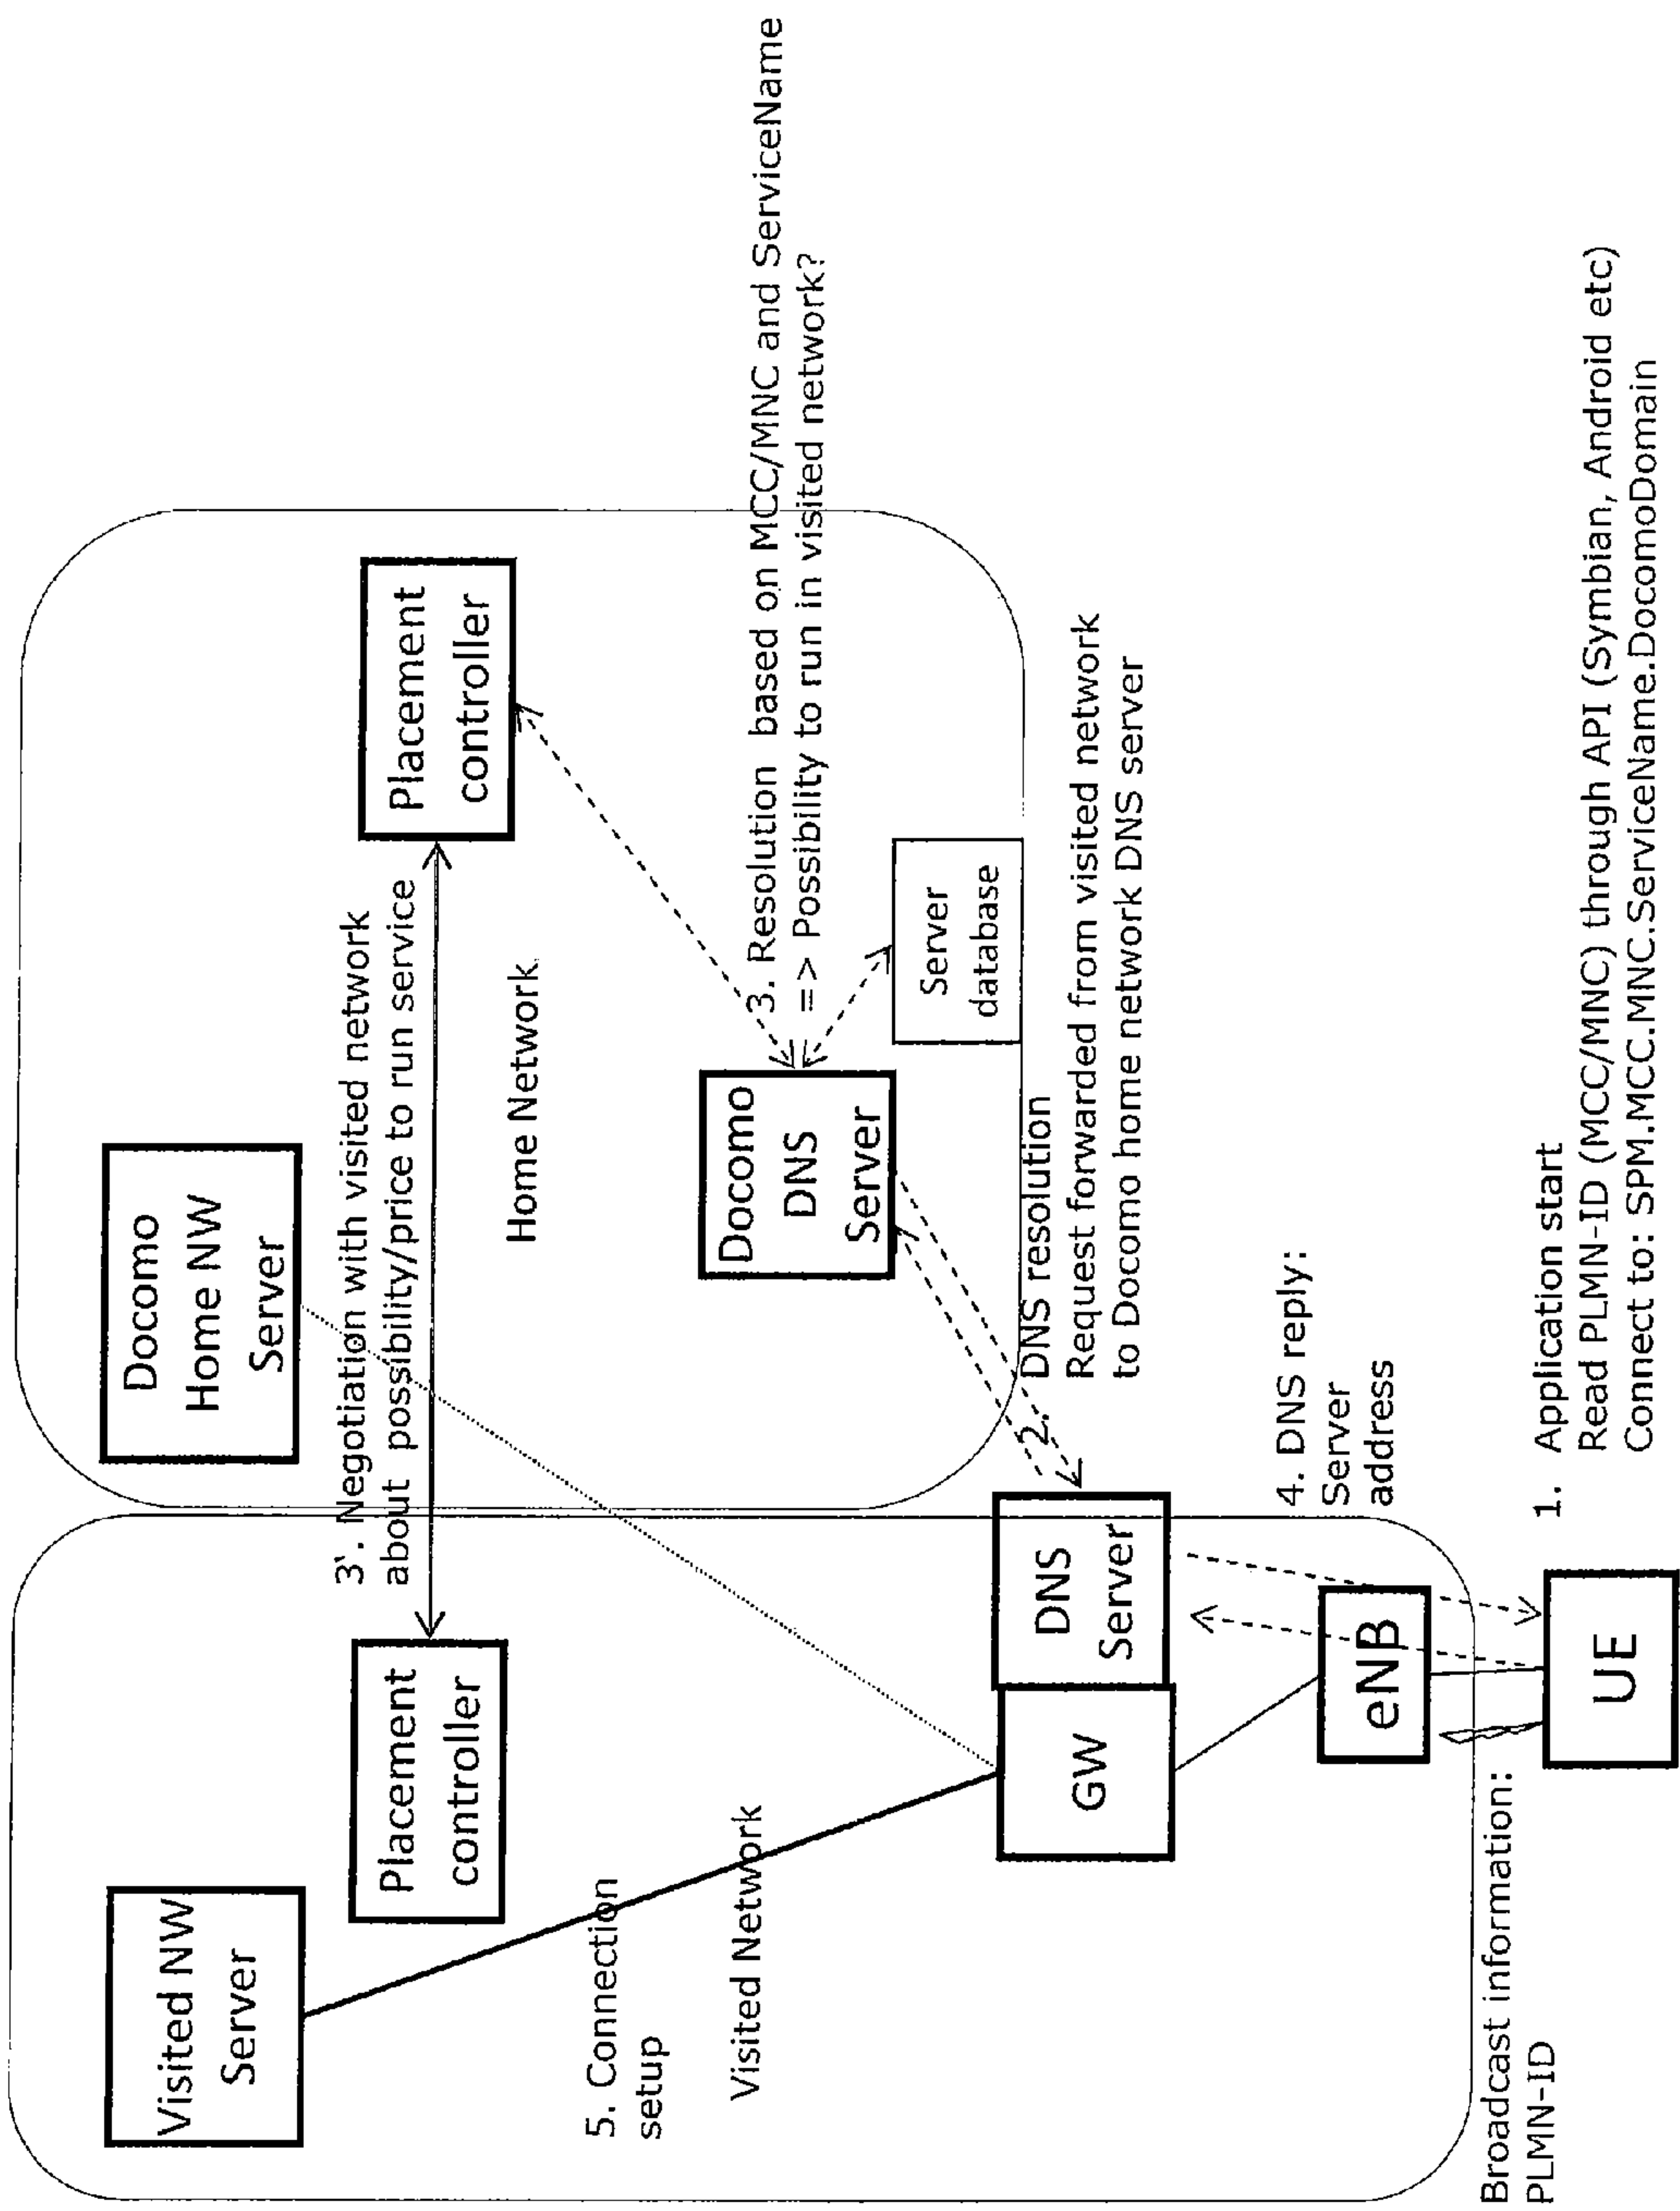 Visited NW
Server
Docomo
Home NW
Server
3'. Negotiation with visited network
about possibility/price to run service
Placement
controller
Placement
controller
Home Network
5. Connection
setup
Visited Network
Docomo
DNS
Server
3. Resolution based on MCC/MNC and ServiceName
=> Possibility to run in visited network?
Server
database
GW
DNS
Server
2.
DNS resolution
Request forwarded from visited network
to Docomo home network DNS server
4. DNS reply:
Server
address
eNB
Broadcast information:
PLMN-ID
UE
1. Application start
Read PLMN-ID (MCC/MNC) through API (Symbian, Android etc)
Connect to: SPM.MCC.MNC.ServiceName.DocomoDomain